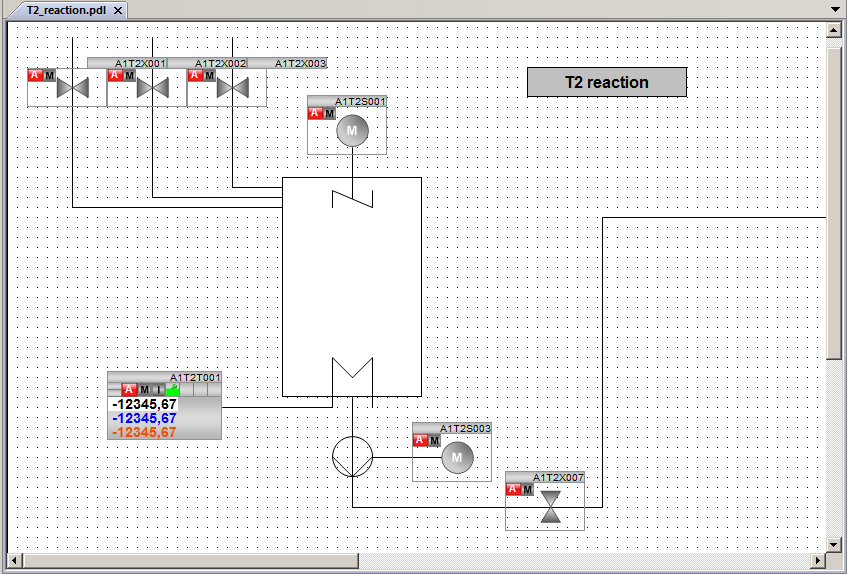 T2_reaction.pdl
A1T2X001 A1T2X002 A1T2X003
A M A M A M
T2 reaction
A1T2S001
A M
M
A1T2T001
A M I
-12345,67
-12345,67
-12345,67
A1T2S003
A M
M
A1T2X007
A M